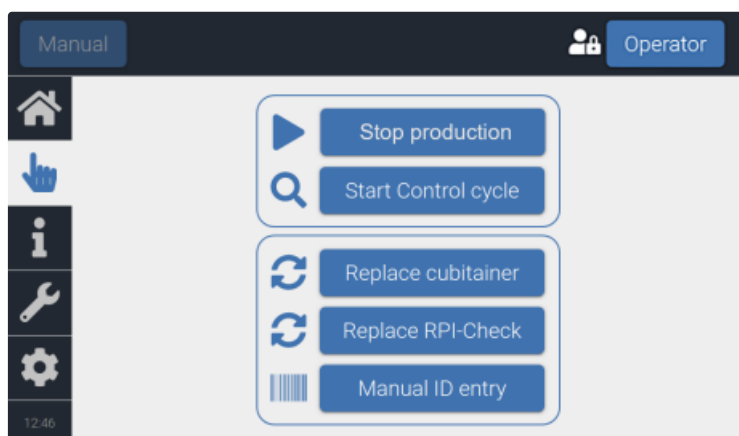 Manual
Operator
Stop production
Start Control cycle
Replace cubitainer
Replace RPI-Check
Manual ID entry
12:46